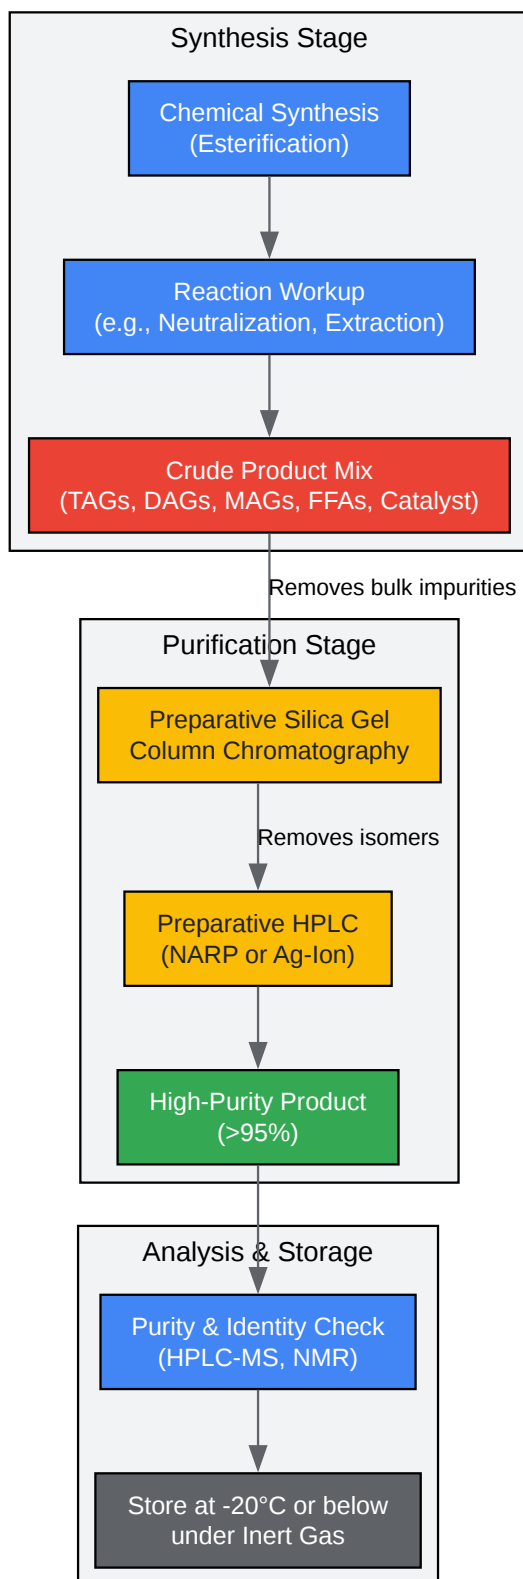 Synthesis Stage
Chemical Synthesis
(Esterification)
Reaction Workup
(e.g., Neutralization, Extraction)
Crude Product Mix
(TAGs, DAGs, MAGs, FFAs, Catalyst)
Removes bulk impurities
Purification Stage
Preparative Silica Gel
Column Chromatography
Removes isomers
Preparative HPLC
(NARP or Ag-Ion)
High-Purity Product
(>95%)
Analysis & Storage
Purity & Identity Check
(HPLC-MS, NMR)
Store at -20°C or below
under Inert Gas